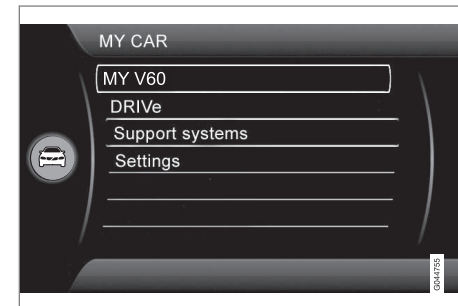 MY CAR
MY V60
DRIVe
Support systems
Settings
G044755